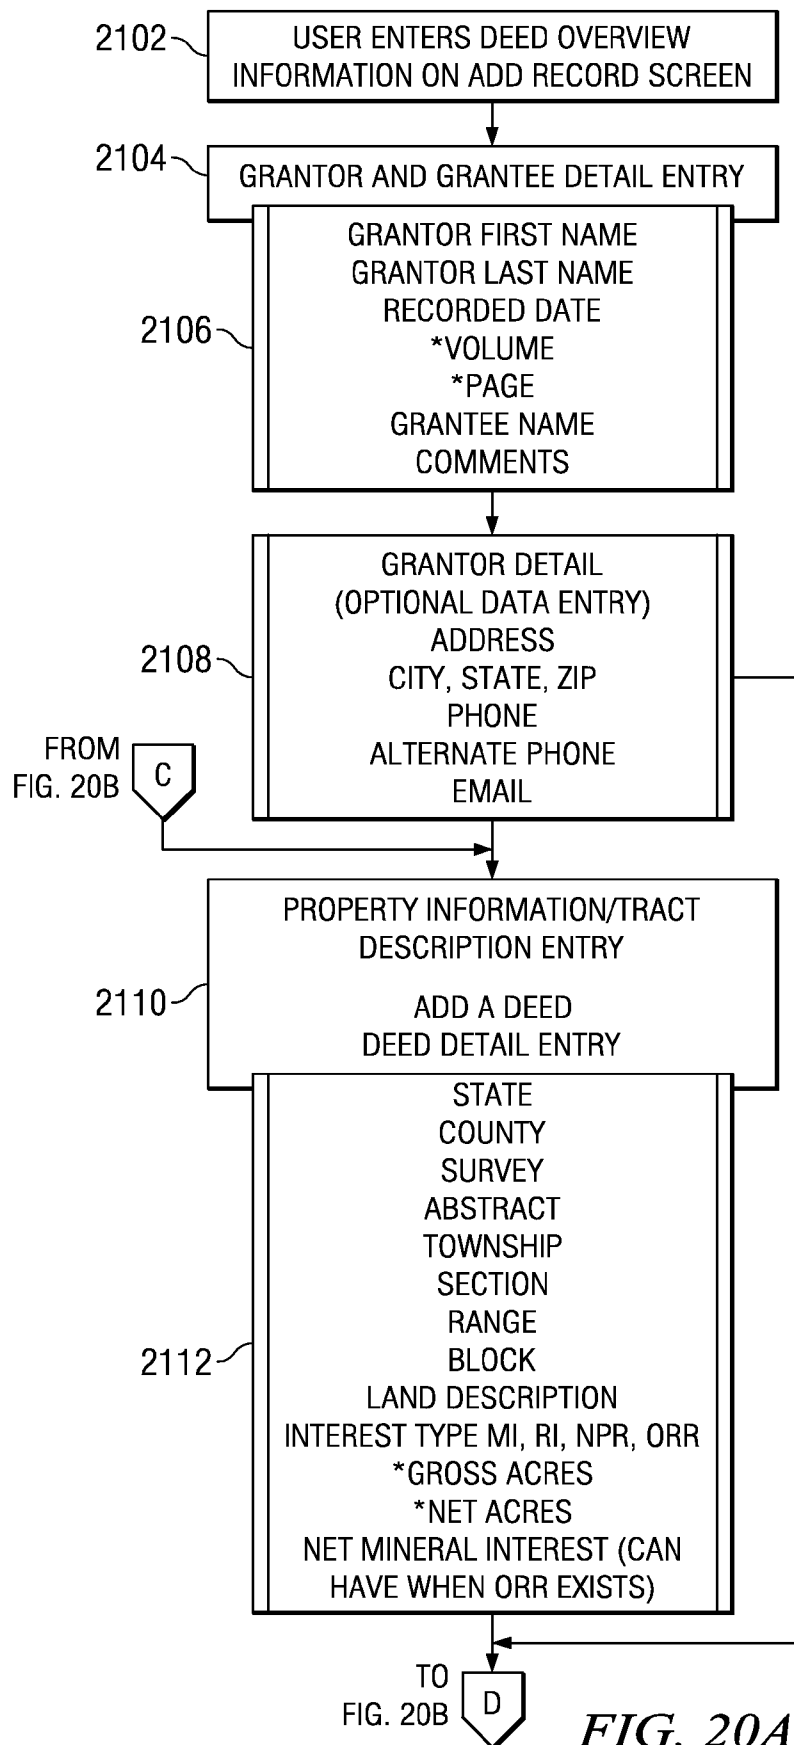 2102
USER ENTERS DEED OVERVIEW
INFORMATION ON ADD RECORD SCREEN
2104
GRANTOR AND GRANTEE DETAIL ENTRY
2106
GRANTOR FIRST NAME
GRANTOR LAST NAME
RECORDED DATE
*VOLUME
*PAGE
GRANTEE NAME
COMMENTS
2108
GRANTOR DETAIL
(OPTIONAL DATA ENTRY)
ADDRESS
CITY, STATE, ZIP
PHONE
ALTERNATE PHONE
EMAIL
FROM
FIG. 20B
C
2110
PROPERTY INFORMATION/TRACT
DESCRIPTION ENTRY
ADD A DEED
DEED DETAIL ENTRY
2112
STATE
COUNTY
SURVEY
ABSTRACT
TOWNSHIP
SECTION
RANGE
BLOCK
LAND DESCRIPTION
INTEREST TYPE MI, RI, NPR, ORR
*GROSS ACRES
*NET ACRES
NET MINERAL INTEREST (CAN
HAVE WHEN ORR EXISTS)
TO
FIG. 20B
D
FIG. 20A